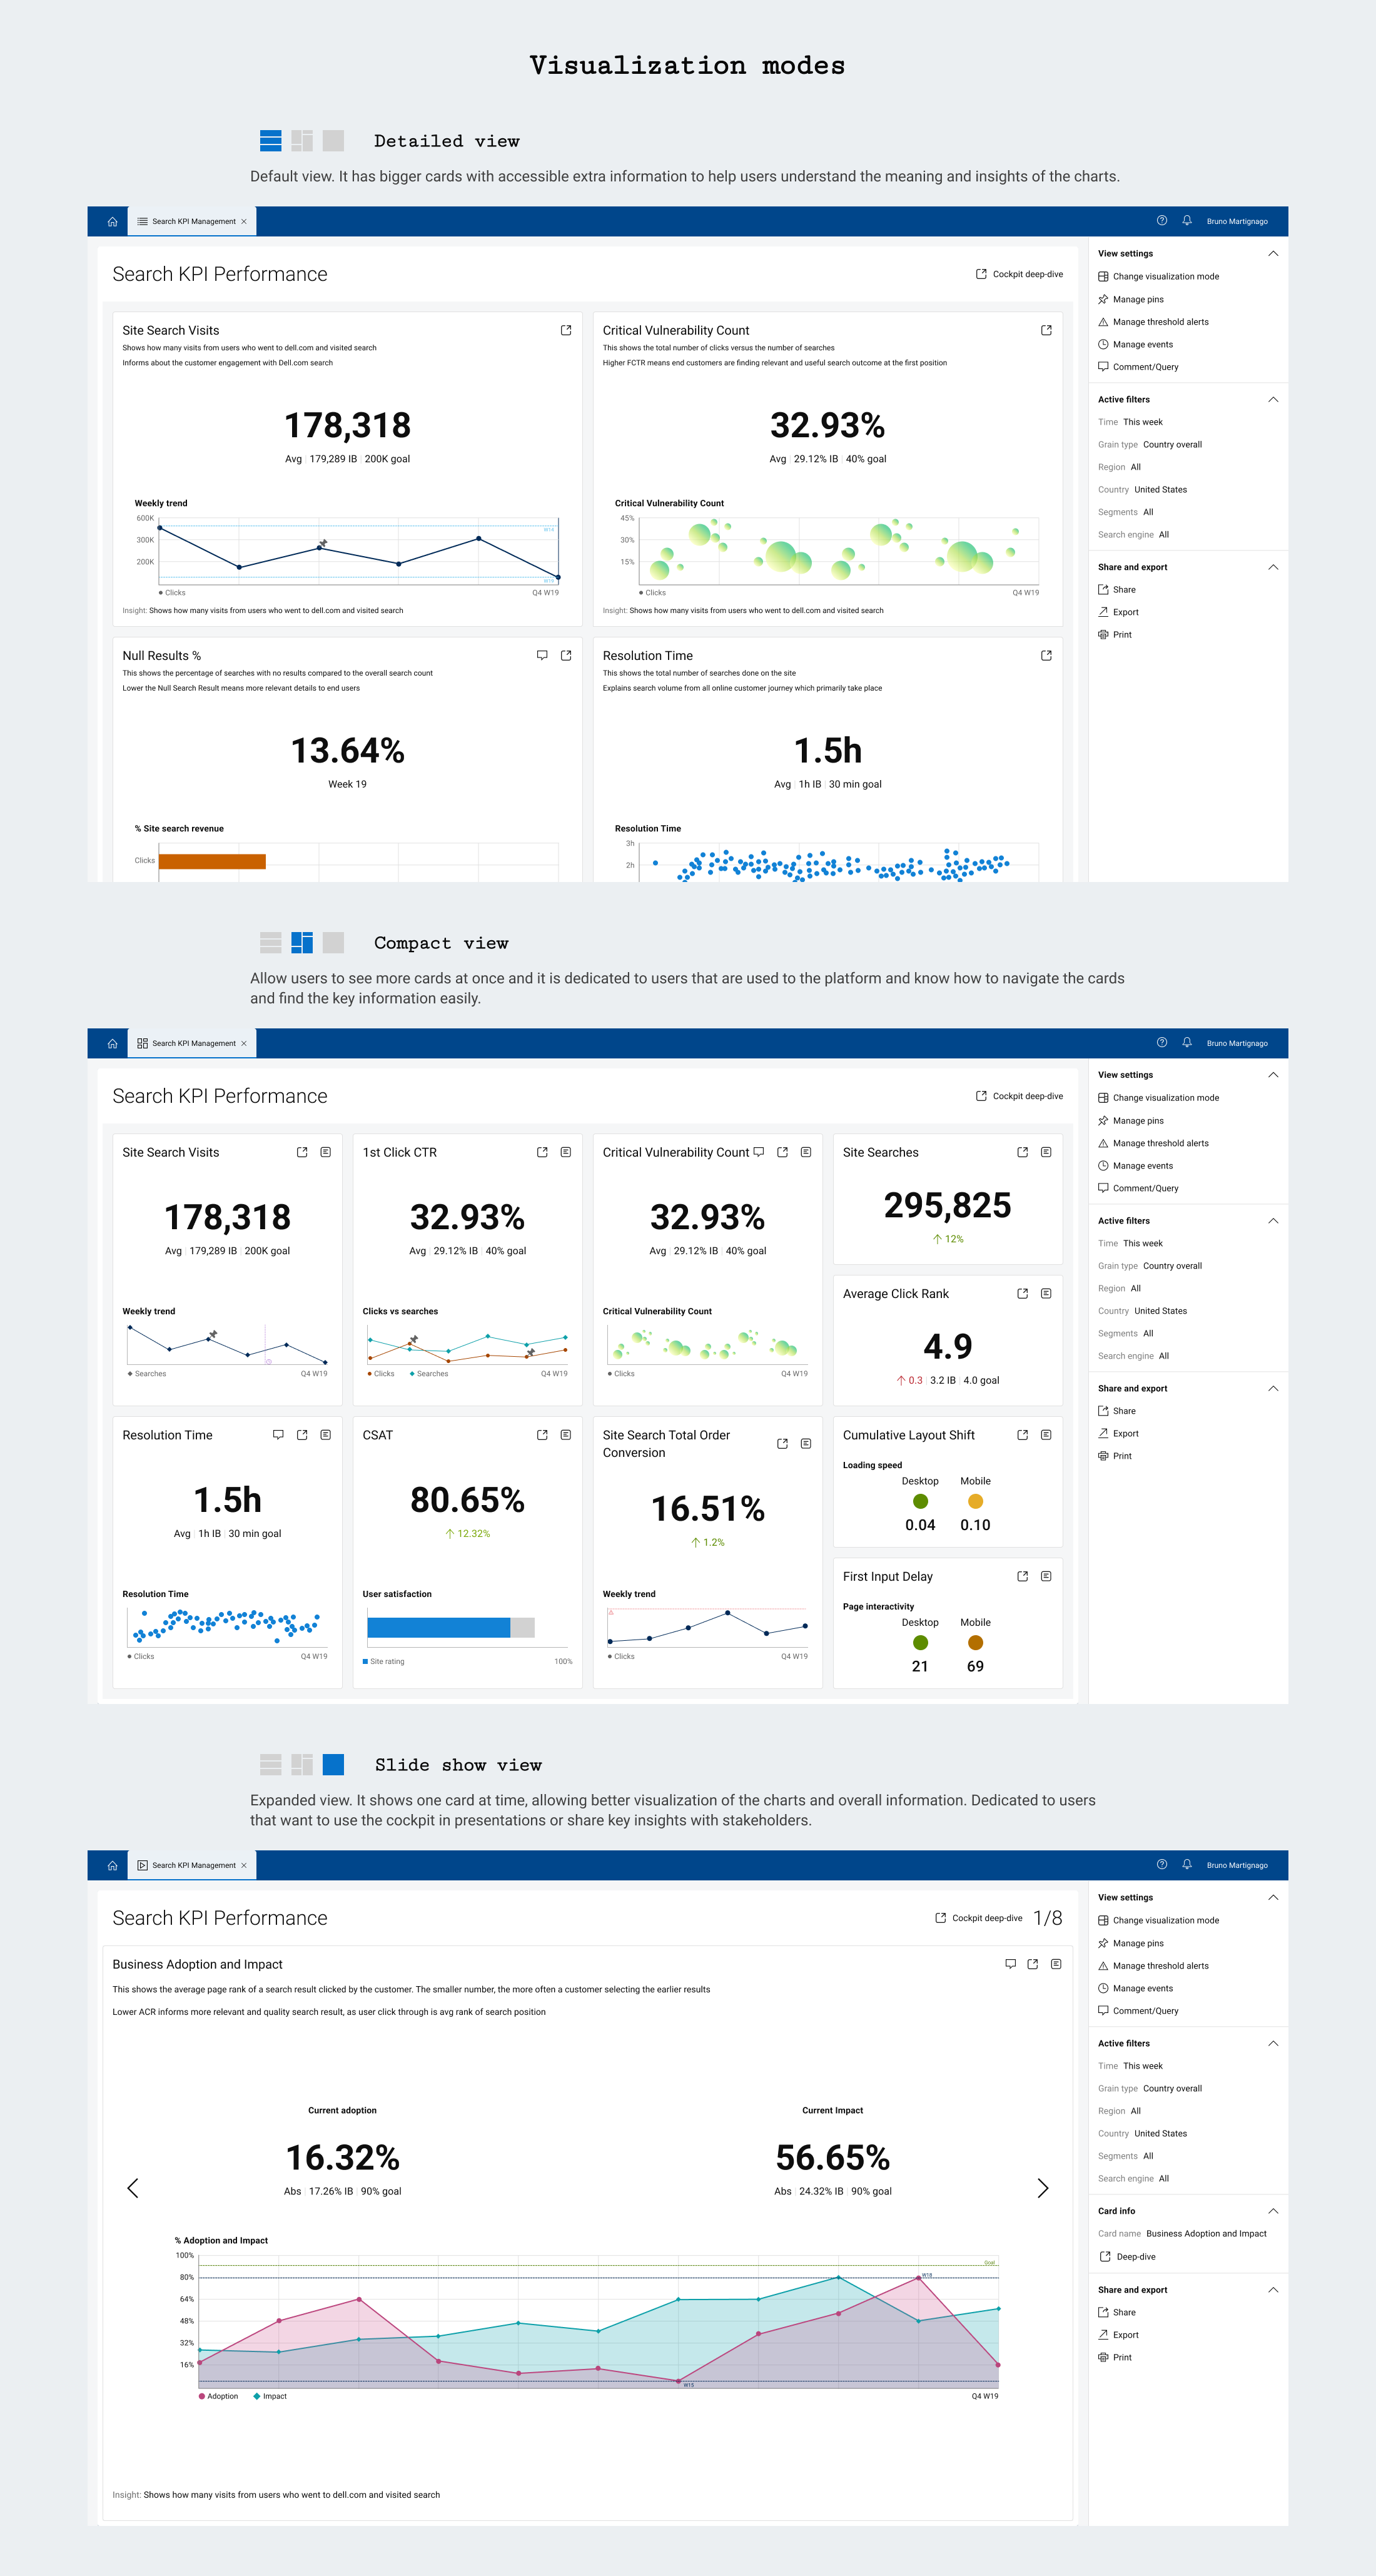 Visualization modes
Detailed view
Default view. It has bigger cards with accessible extra information to help users understand the meaning and insights of the charts.
Search KPI Management
Bruno Martignago
Search KPI Performance
Cockpit deep-dive
Site Search Visits
Shows how many visits from users who went to dell.com and visited search
Informs about the customer engagement with Dell.com search
178,318
Avg | 179,289 IB | 200K goal
Weekly trend
600K
W14
300K
200K
W19
Clicks
Q4 W19
Insight: Shows how many visits from users who went to dell.com and visited search
Critical Vulnerability Count
This shows the total number of clicks versus the number of searches
Higher FCTR means end customers are finding relevant and useful search outcome at the first position
32.93%
Avg | 29.12% IB | 40% goal
Critical Vulnerability Count
45%
30%
15%
Clicks
Q4 W19
Insight: Shows how many visits from users who went to dell.com and visited search
Null Results %
This shows the percentage of searches with no results compared to the overall search count
Lower the Null Search Result means more relevant details to end users
13.64%
Week 19
% Site search revenue
Clicks
Resolution Time
This shows the total number of searches done on the site
Explains search volume from all online customer journey which primarily take place
1.5h
Avg | 1h IB | 30 min goal
Resolution Time
3h
2h
View settings
Change visualization mode
Manage pins
Manage threshold alerts
Manage events
Comment/Query
Active filters
Time This week
Grain type Country overall
Region All
Country United States
Segments All
Search engine All
Share and export
Share
Export
Print
Compact view
Allow users to see more cards at once and it is dedicated to users that are used to the platform and know how to navigate the cards
and find the key information easily.
Search KPI Management
Bruno Martignago
Search KPI Performance
Cockpit deep-dive
Site Search Visits
178,318
Avg | 179,289 IB | 200K goal
Weekly trend
Searches
Q4 W19
1st Click CTR
32.93%
Avg | 29.12% IB | 40% goal
Clicks vs searches
Clicks
Searches
Q4 W19
Critical Vulnerability Count
32.93%
Avg | 29.12% IB | 40% goal
Critical Vulnerability Count
Clicks
Q4 W19
Site Searches
295,825
12%
Average Click Rank
4.9
0.3 | 3.2 IB | 4.0 goal
Resolution Time
1.5h
Avg | 1h IB | 30 min goal
Resolution Time
Clicks
Q4 W19
CSAT
80.65%
12.32%
User satisfaction
Site rating
100%
Site Search Total Order
Conversion
16.51%
1.2%
Weekly trend
Clicks
Q4 W19
Cumulative Layout Shift
Loading speed
Desktop
Mobile
0.04
0.10
First Input Delay
Page interactivity
Desktop
Mobile
21
69
View settings
Change visualization mode
Manage pins
Manage threshold alerts
Manage events
Comment/Query
Active filters
Time This week
Grain type Country overall
Region All
Country United States
Segments All
Search engine All
Share and export
Share
Export
Print
Slide show view
Expanded view. It shows one card at time, allowing better visualization of the charts and overall information. Dedicated to users
that want to use the cockpit in presentations or share key insights with stakeholders.
Search KPI Management
Bruno Martignago
Search KPI Performance
Cockpit deep-dive
1/8
Business Adoption and Impact
This shows the average page rank of a search result clicked by the customer. The smaller number, the more often a customer selecting the earlier results
Lower ACR informs more relevant and quality search result, as user click through is avg rank of search position
Current adoption
16.32%
Abs | 17.26% IB | 90% goal
Current Impact
56.65%
Abs | 24.32% IB | 90% goal
% Adoption and Impact
100%
Goal
80%
W18
64%
48%
32%
16%
W15
Adoption
Impact
Q4 W19
Insight: Shows how many visits from users who went to dell.com and visited search
View settings
Change visualization mode
Manage pins
Manage threshold alerts
Manage events
Comment/Query
Active filters
Time This week
Grain type Country overall
Region All
Country United States
Segments All
Search engine All
Card info
Card name Business Adoption and Impact
Deep-dive
Share and export
Share
Export
Print